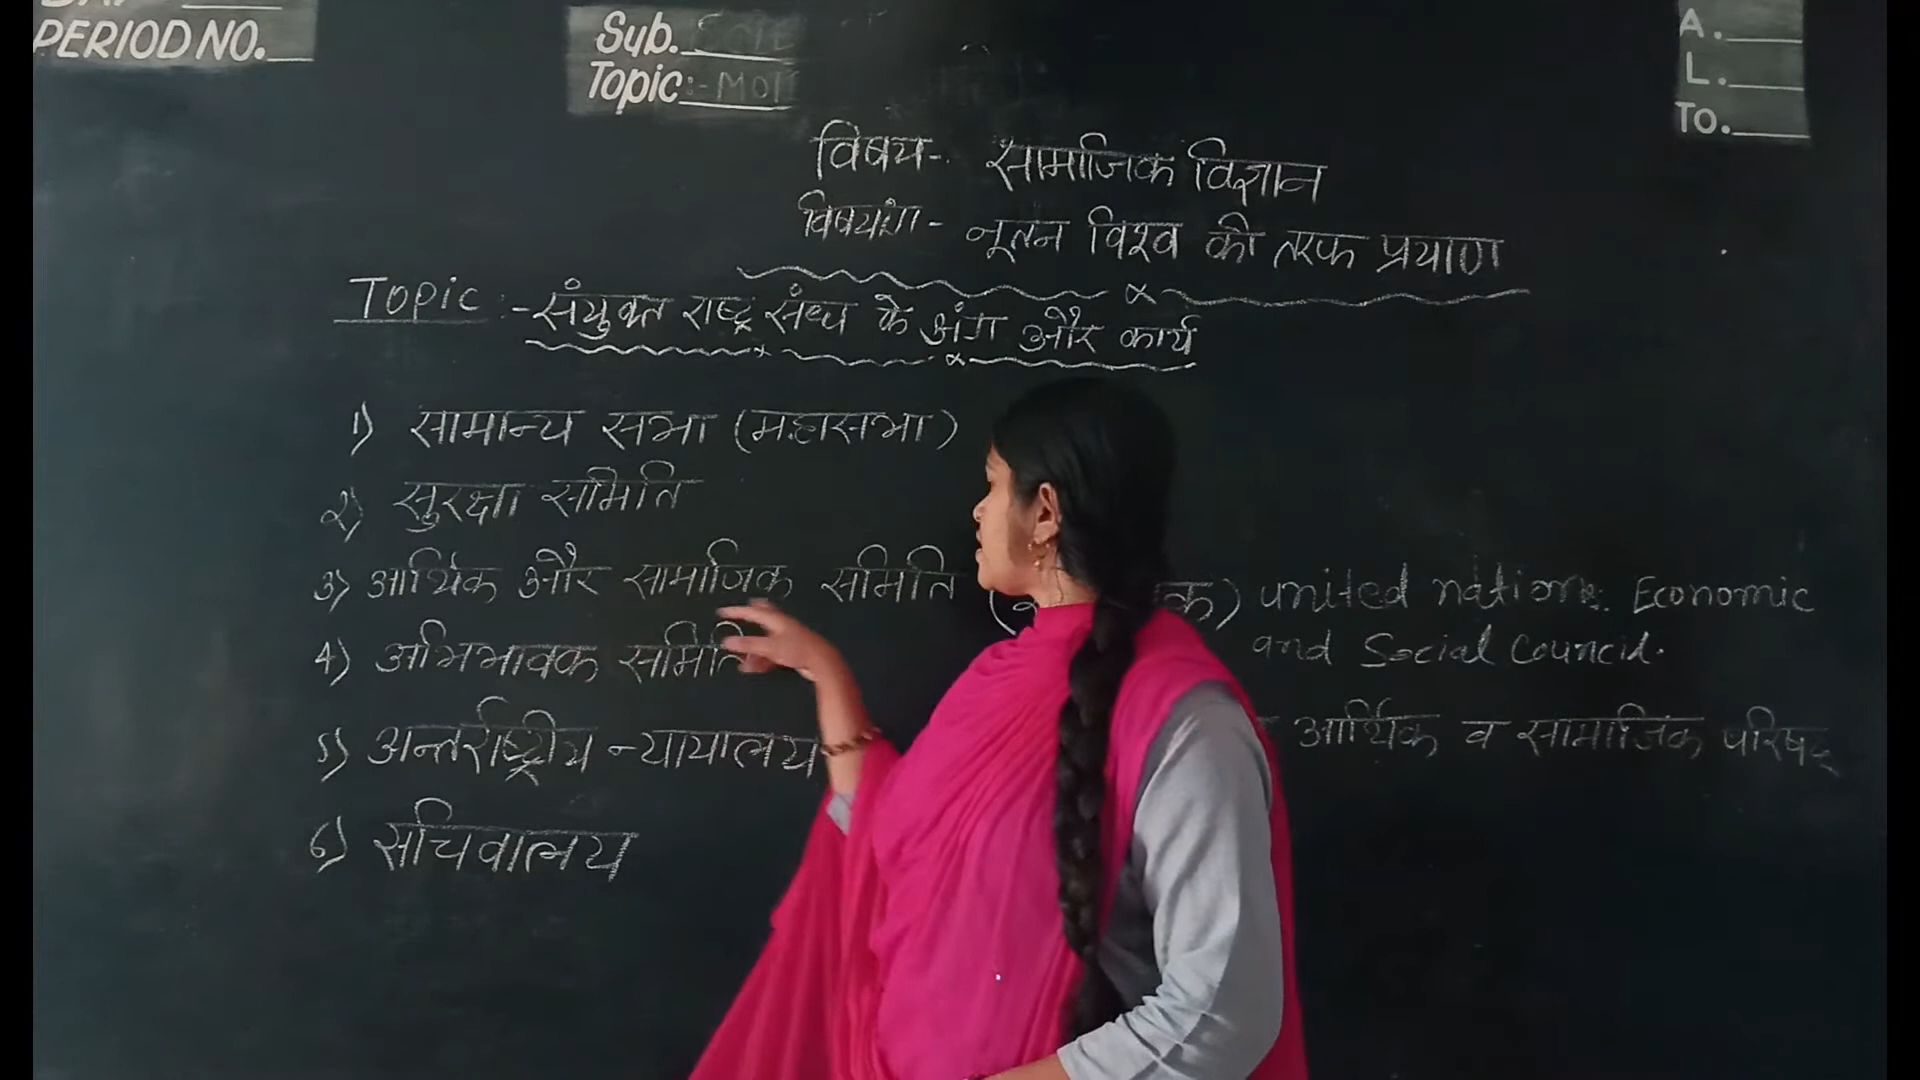 PERIOD NO.
Sub.
Topic:- MOT
A.
L.
To.
विषय- सामाजिक विज्ञान
विषयांग - नूतन विश्व की तरफ प्रयाण
Topic :- संयुक्त राष्ट्र संघ के अंग और कार्य
1) सामान्य सभा (महासभा)
2) सुरक्षा समिति
3) आर्थिक और सामाजिक समिति united nations. Economic
and Social Council.
4) अभिभावक समिति
आर्थिक व सामाजिक परिषद्
5) अन्तर्राष्ट्रीय न्यायालय
6) सचिवालय